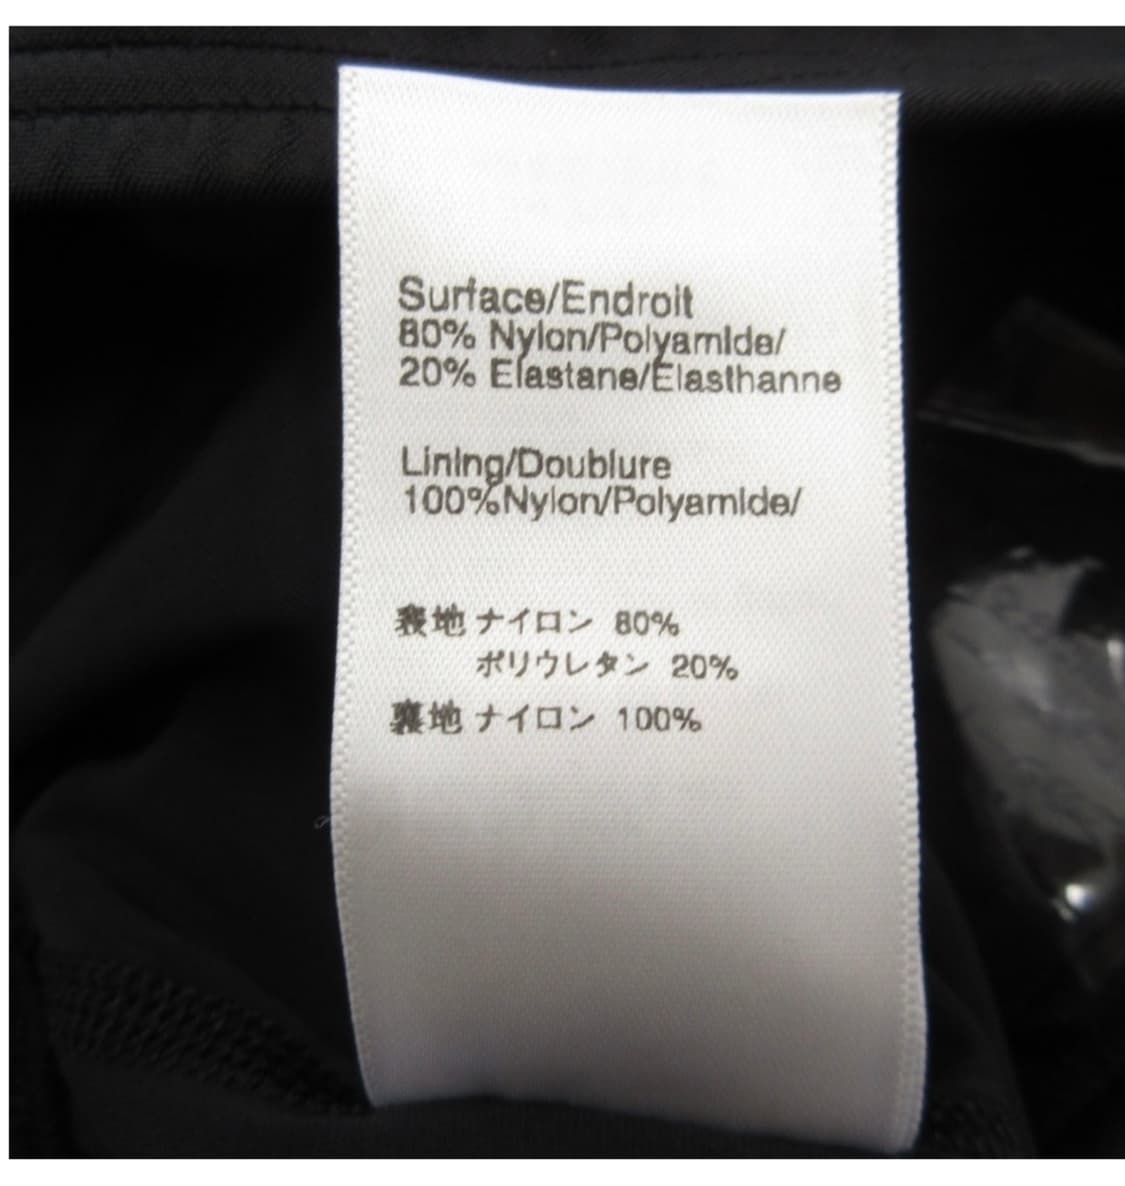 Surface/Endroit
80% Nylon/Polyamide/
20% Elastane/Élasthanne
Lining/Doublure
100%Nylon/Polyamide/
表地 ナイロン 80%
ポリウレタン 20%
裏地 ナイロン 100%